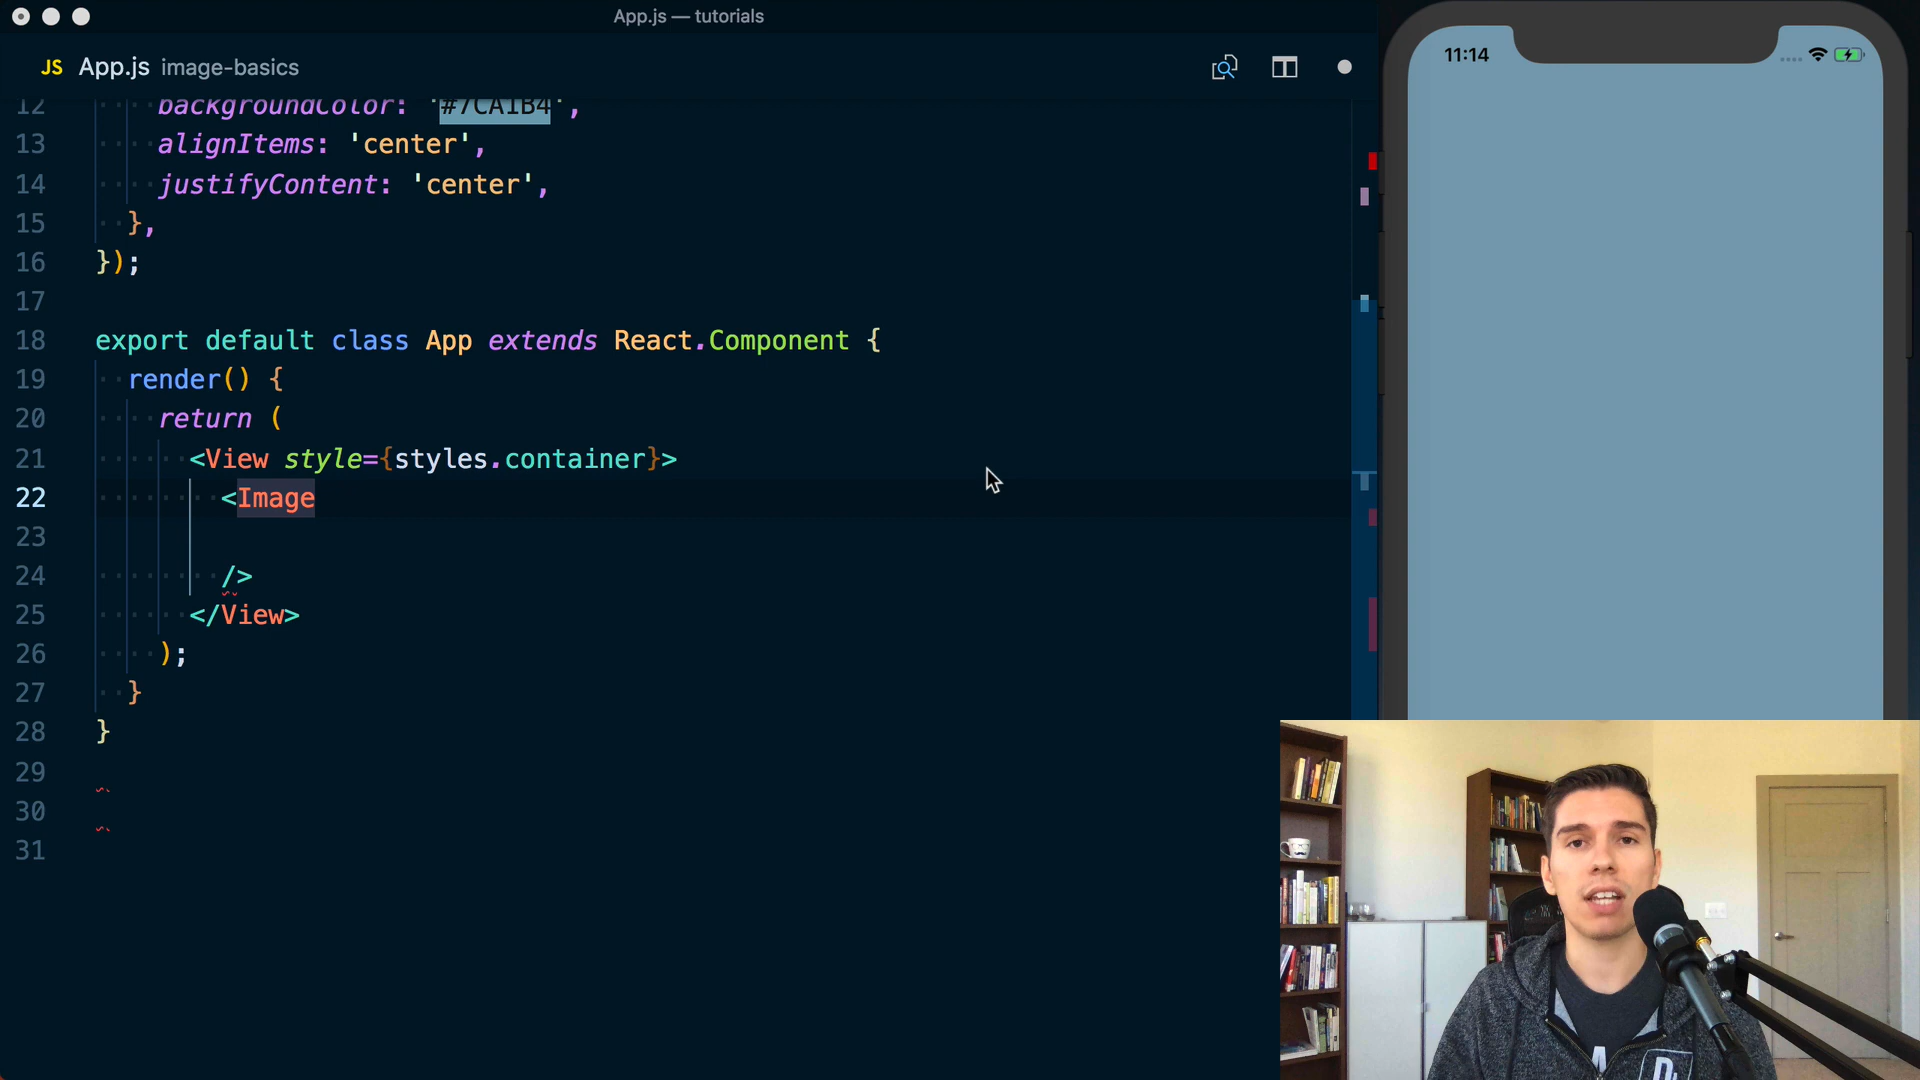 App.js — tutorials
JS App.js image-basics
11:14
12 backgroundColor: '#7CA1B4',
13 alignItems: 'center',
14 justifyContent: 'center',
15 },
16 });
17
18 export default class App extends React.Component {
19 render() {
20 return (
21 <View style={styles.container}>
22 <Image
23
24 />
25 </View>
26 );
27 }
28 }
29
30
31